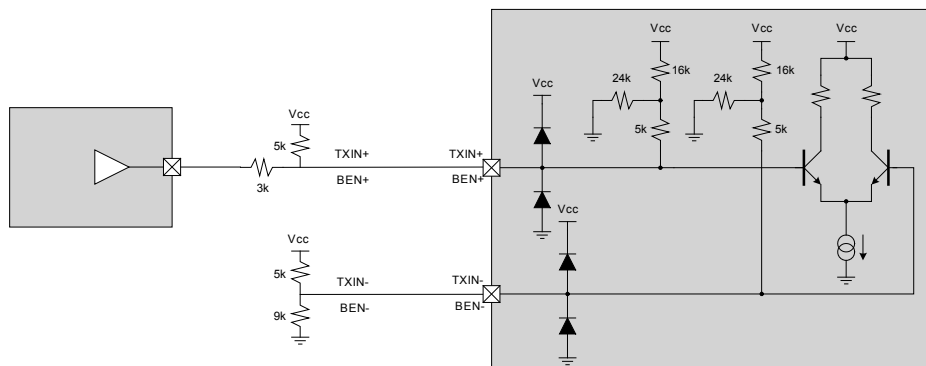 Vcc
Vcc
Vcc
Vcc
16k
16k
24k
24k
Vcc
5k
5k
5k
TXIN+
TXIN+
BEN+
BEN+
3k
Vcc
Vcc
5k
TXIN-
TXIN-
BEN-
BEN-
9k